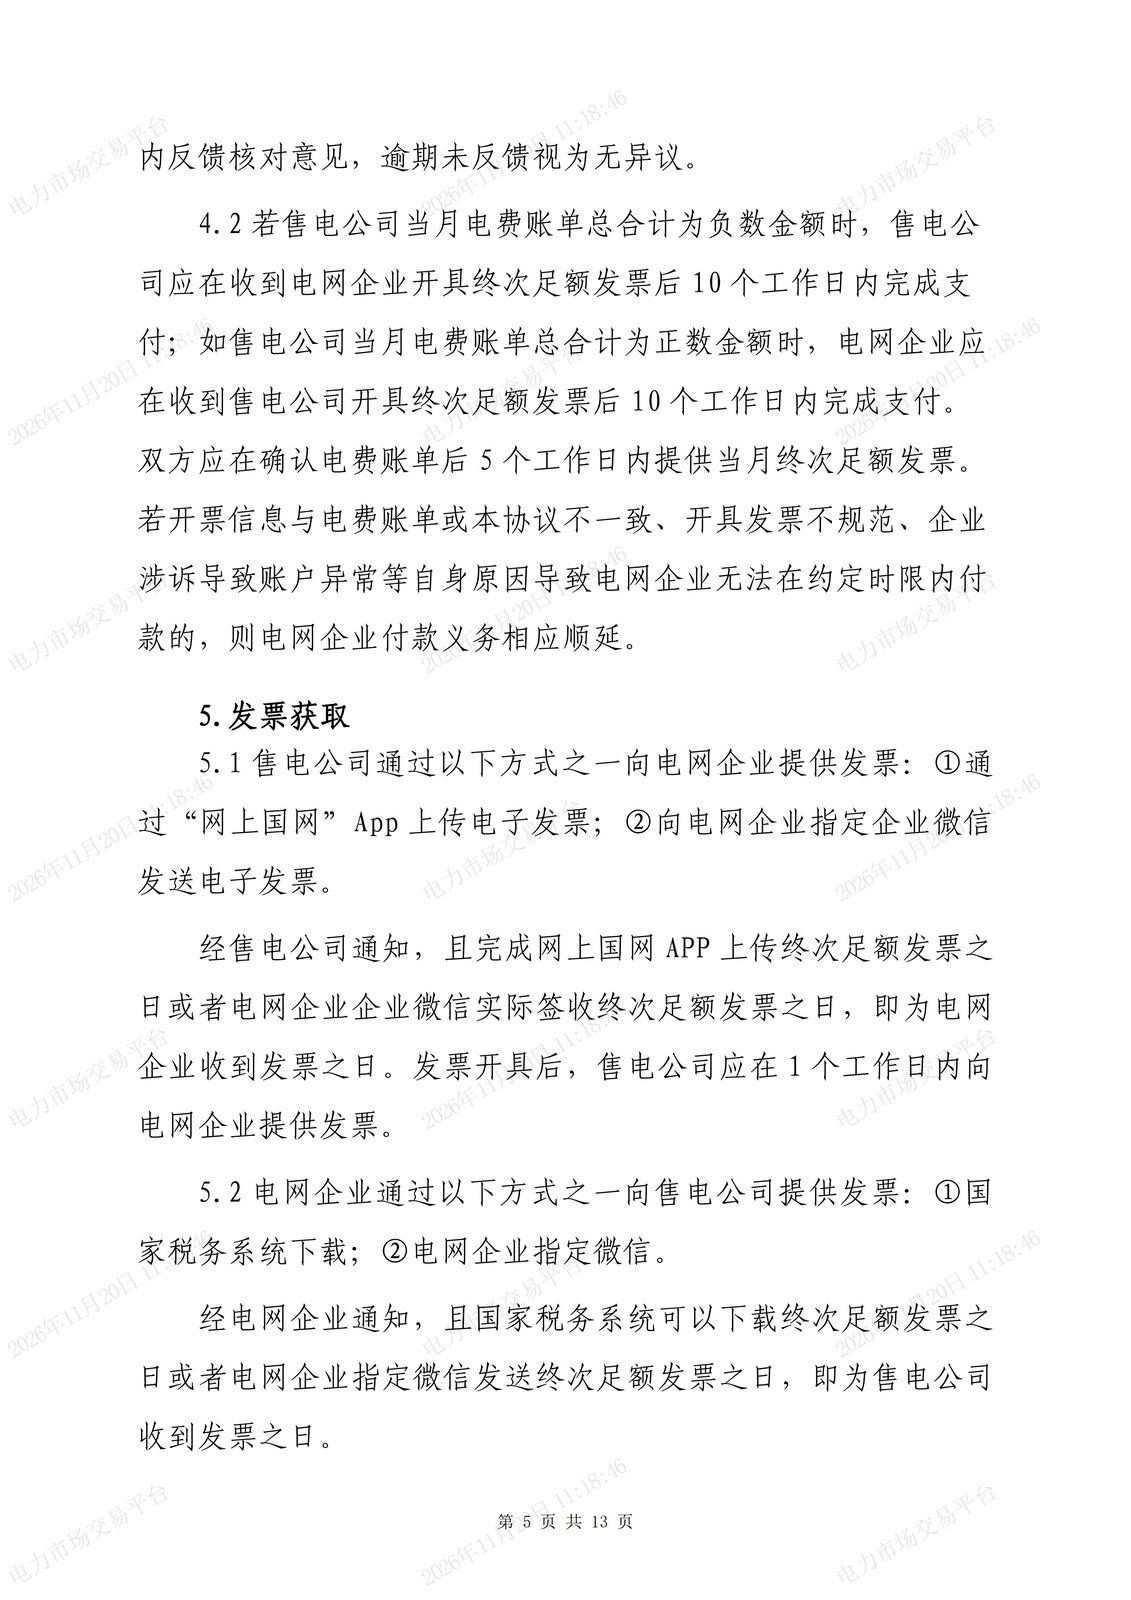 内反馈核对意见，逾期未反馈视为无异议。
4.2 若售电公司当月电费账单总合计为负数金额时，售电公
司应在收到电网企业开具终次足额发票后 10 个工作日内完成支
付；如售电公司当月电费账单总合计为正数金额时，电网企业应
在收到售电公司开具终次足额发票后 10 个工作日内完成支付。
双方应在确认电费账单后 5 个工作日内提供当月终次足额发票。
若开票信息与电费账单或本协议不一致、开具发票不规范、企业
涉诉导致账户异常等自身原因导致电网企业无法在约定时限内付
款的，则电网企业付款义务相应顺延。
5.发票获取
5.1 售电公司通过以下方式之一向电网企业提供发票：①通
过“网上国网”App 上传电子发票；②向电网企业指定企业微信
发送电子发票。
经售电公司通知，且完成网上国网 APP 上传终次足额发票之
日或者电网企业企业微信实际签收终次足额发票之日，即为电网
企业收到发票之日。发票开具后，售电公司应在 1 个工作日内向
电网企业提供发票。
5.2 电网企业通过以下方式之一向售电公司提供发票：①国
家税务系统下载；②电网企业指定微信。
经电网企业通知，且国家税务系统可以下载终次足额发票之
日或者电网企业指定微信发送终次足额发票之日，即为售电公司
收到发票之日。
第 5 页 共 13 页
电力市场交易平台
2026年11月20日 11:18:46